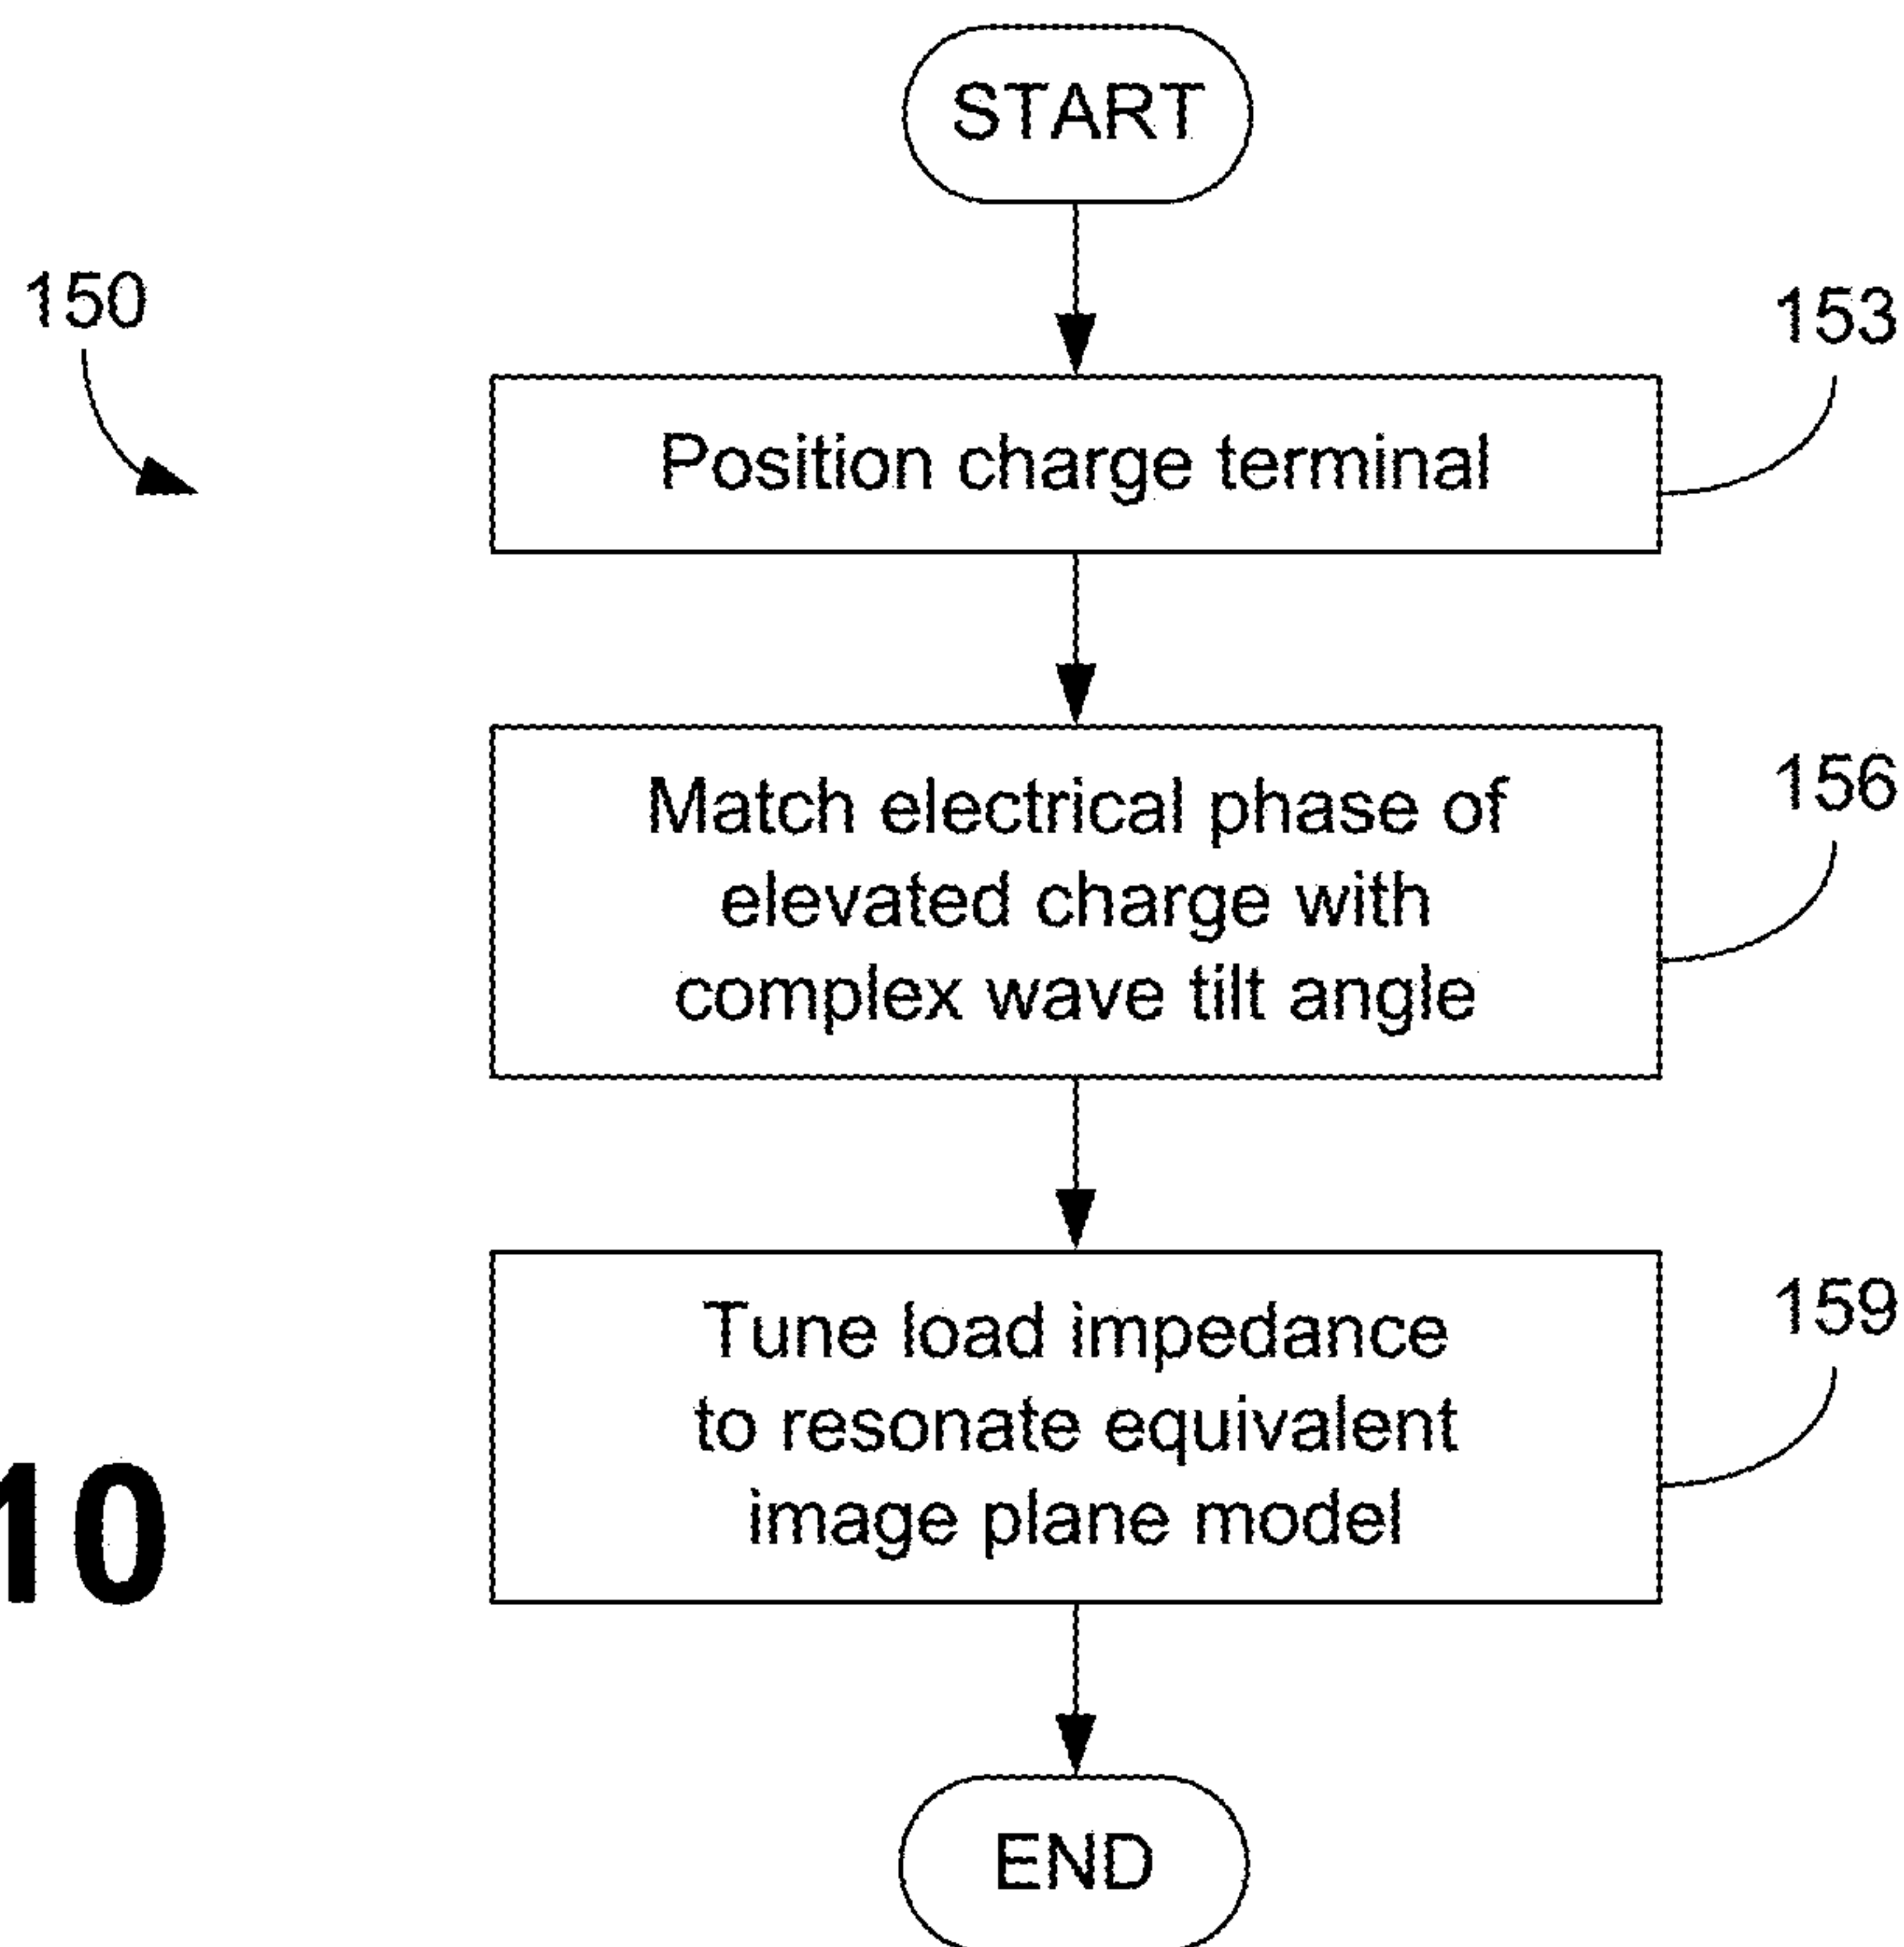 START
150
153
Position charge terminal
156
Match electrical phase of
elevated charge with
complex wave tilt angle
159
Tune load impedance
to resonate equivalent
image plane model
10
END